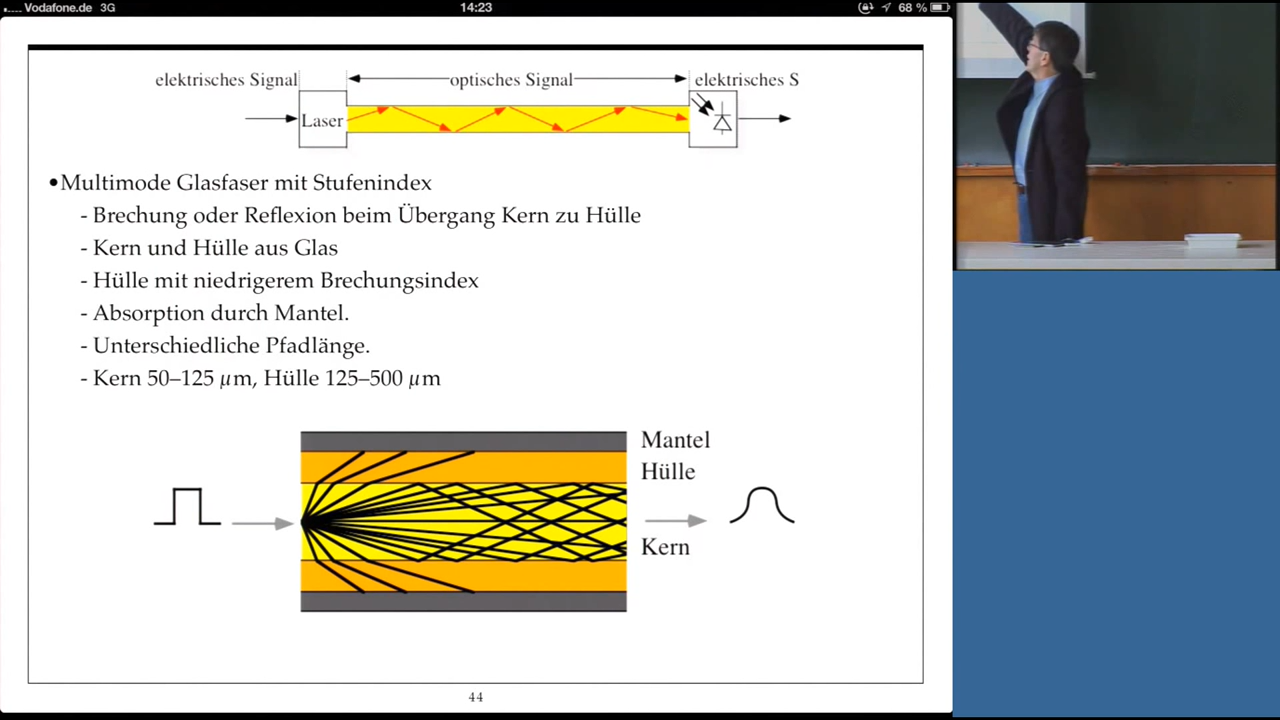 Vodafone.de 3G 14:23 68 %
elektrisches Signal optisches Signal elektrisches S
Laser
•Multimode Glasfaser mit Stufenindex
- Brechung oder Reflexion beim Übergang Kern zu Hülle
- Kern und Hülle aus Glas
- Hülle mit niedrigerem Brechungsindex
- Absorption durch Mantel.
- Unterschiedliche Pfadlänge.
- Kern 50–125 µm, Hülle 125–500 µm
Mantel
Hülle
Kern
44